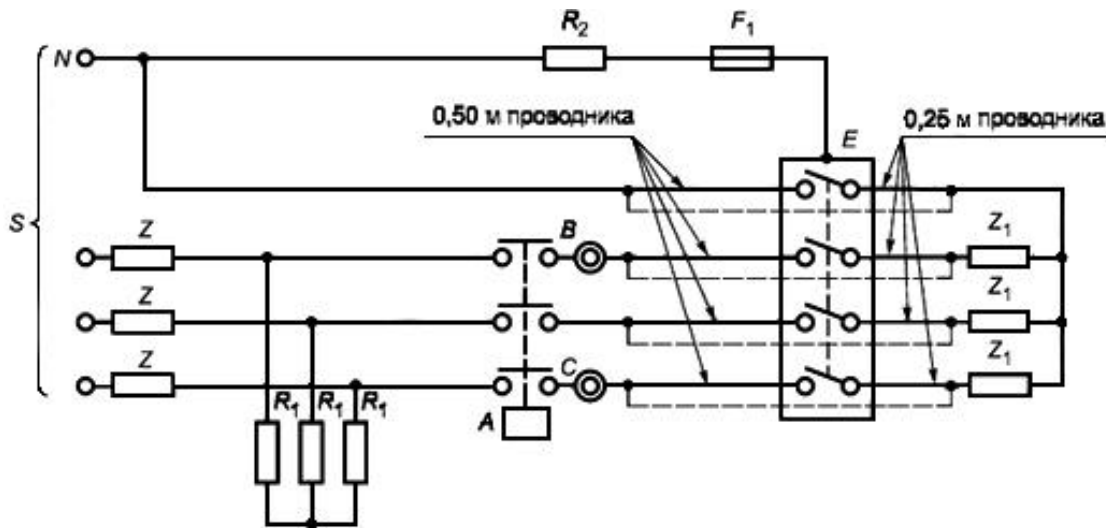 R2
F1
N
0,50 м проводника
E
0,25 м проводника
S
Z
B
Z1
Z
Z1
Z
C
Z1
R1 R1 R1
A